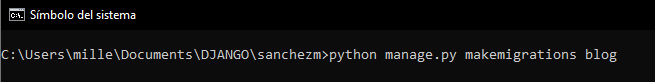 Símbolo del sistema
C:\Users\mille\Documents\DJANGO\sanchezm>python manage.py makemigrations blog